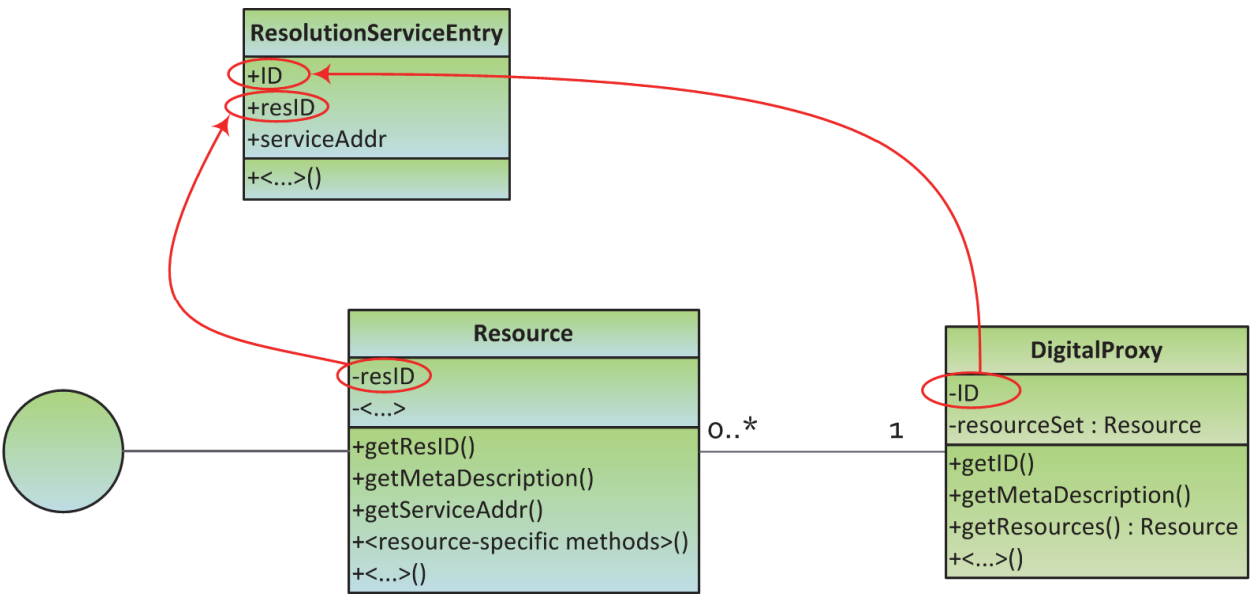 ResolutionServiceEntry
+ID
+resID
+serviceAddr
+<...>()
Resource
-resID
-<...>
+getResID()
+getMetaDescription()
+getServiceAddr()
+<resource-specific methods>()
+<...>()
0..*
1
DigitalProxy
-ID
-resourceSet : Resource
+getID()
+getMetaDescription()
+getResources() : Resource
+<...>()